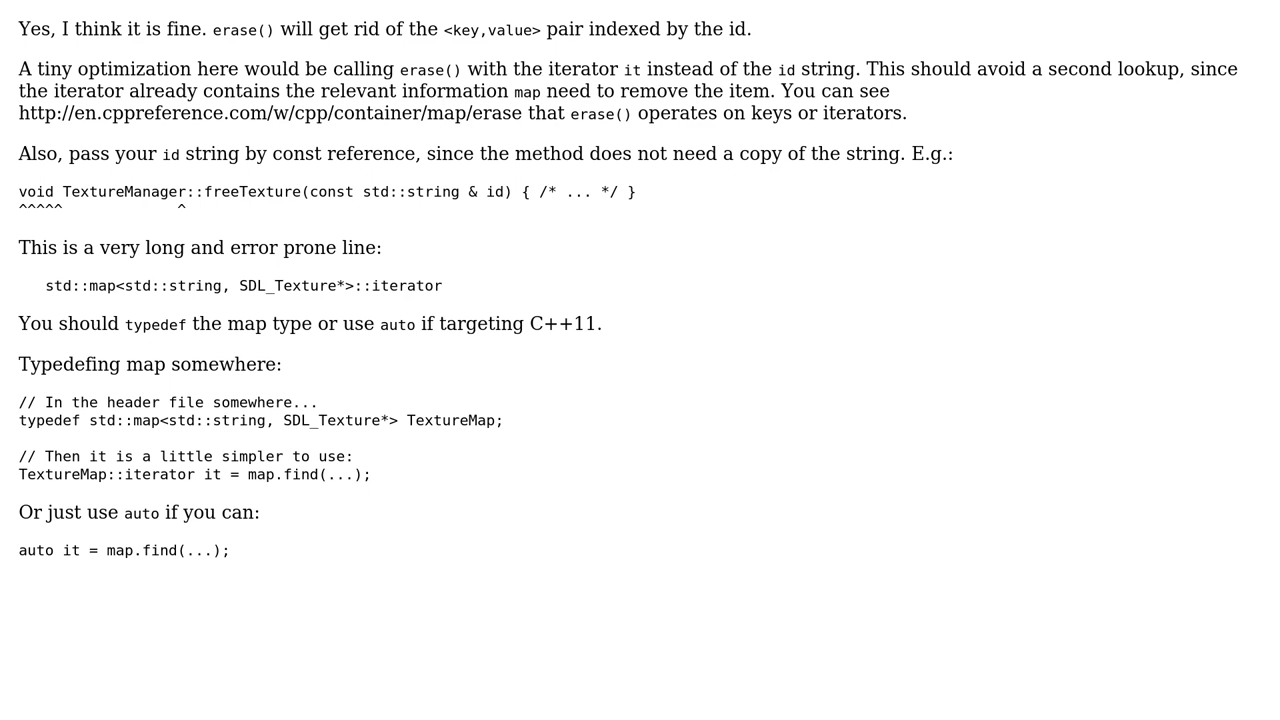 Yes, I think it is fine. erase() will get rid of the <key,value> pair indexed by the id.
A tiny optimization here would be calling erase() with the iterator it instead of the id string. This should avoid a second lookup, since
the iterator already contains the relevant information map need to remove the item. You can see
http://en.cppreference.com/w/cpp/container/map/erase that erase() operates on keys or iterators.
Also, pass your id string by const reference, since the method does not need a copy of the string. E.g.:
void TextureManager::freeTexture(const std::string & id) { /* ... */ }
^^^^^             ^
This is a very long and error prone line:
   std::map<std::string, SDL_Texture*>::iterator
You should typedef the map type or use auto if targeting C++11.
Typedefing map somewhere:
// In the header file somewhere...
typedef std::map<std::string, SDL_Texture*> TextureMap;
// Then it is a little simpler to use:
TextureMap::iterator it = map.find(...);
Or just use auto if you can:
auto it = map.find(...);